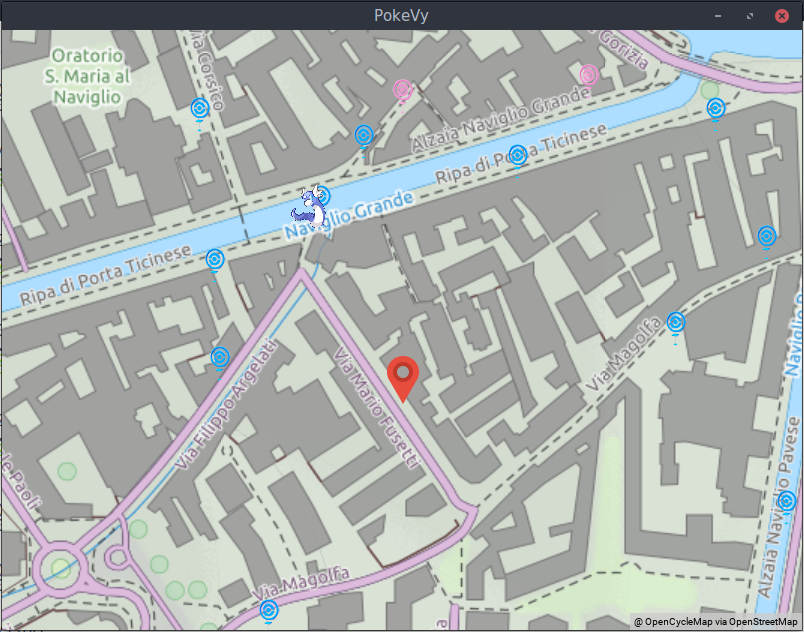 PokeVy
Via Corsico
Oratorio
S. Maria al
Naviglio
Gorizia
Alzaia Naviglio Grande
Ripa di Porta Ticinese
Naviglio Grande
Ripa di Porta Ticinese
Via Magolfa
Via Mario Fusetti
Via Filippo Argelati
Alzaia Naviglio Pavese
Via Magolfa
@ OpenCycleMap via OpenStreetMap